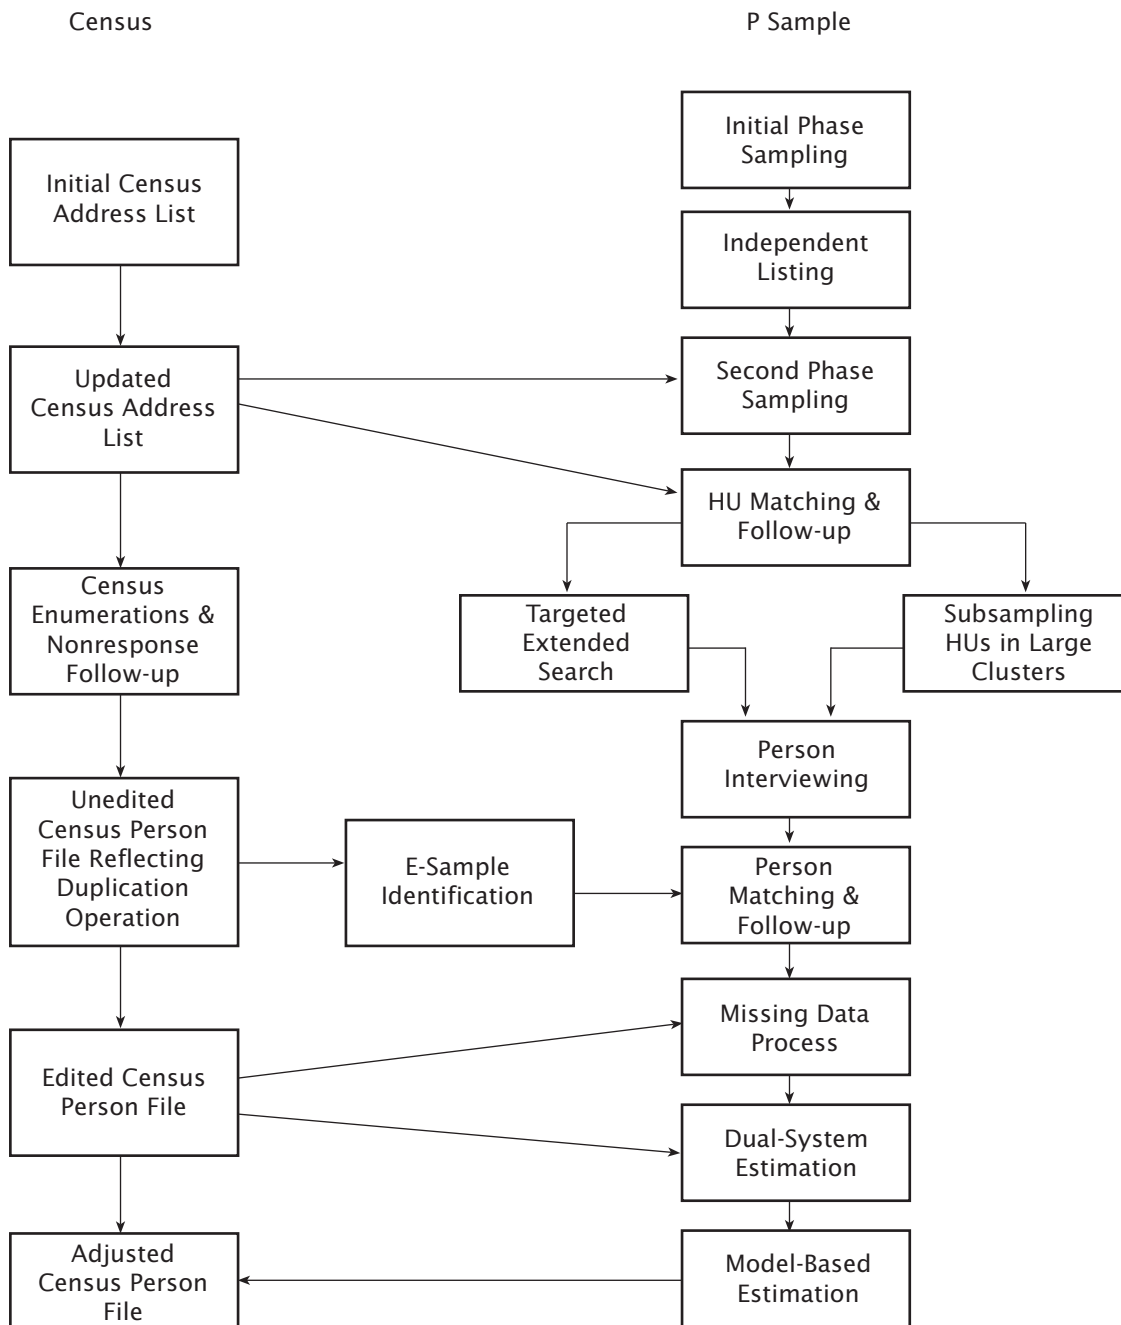 Census
P Sample
Initial Phase
Sampling
Initial Census
Address List
Independent
Listing
Updated
Census Address
List
Second Phase
Sampling
HU Matching &
Follow-up
Census
Enumerations &
Nonresponse
Follow-up
Targeted
Extended
Search
Subsampling
HUs in Large
Clusters
Person
Interviewing
Unedited
Census Person
File Reflecting
Duplication
Operation
E-Sample
Identification
Person
Matching &
Follow-up
Missing Data
Process
Edited Census
Person File
Dual-System
Estimation
Adjusted
Census Person
File
Model-Based
Estimation